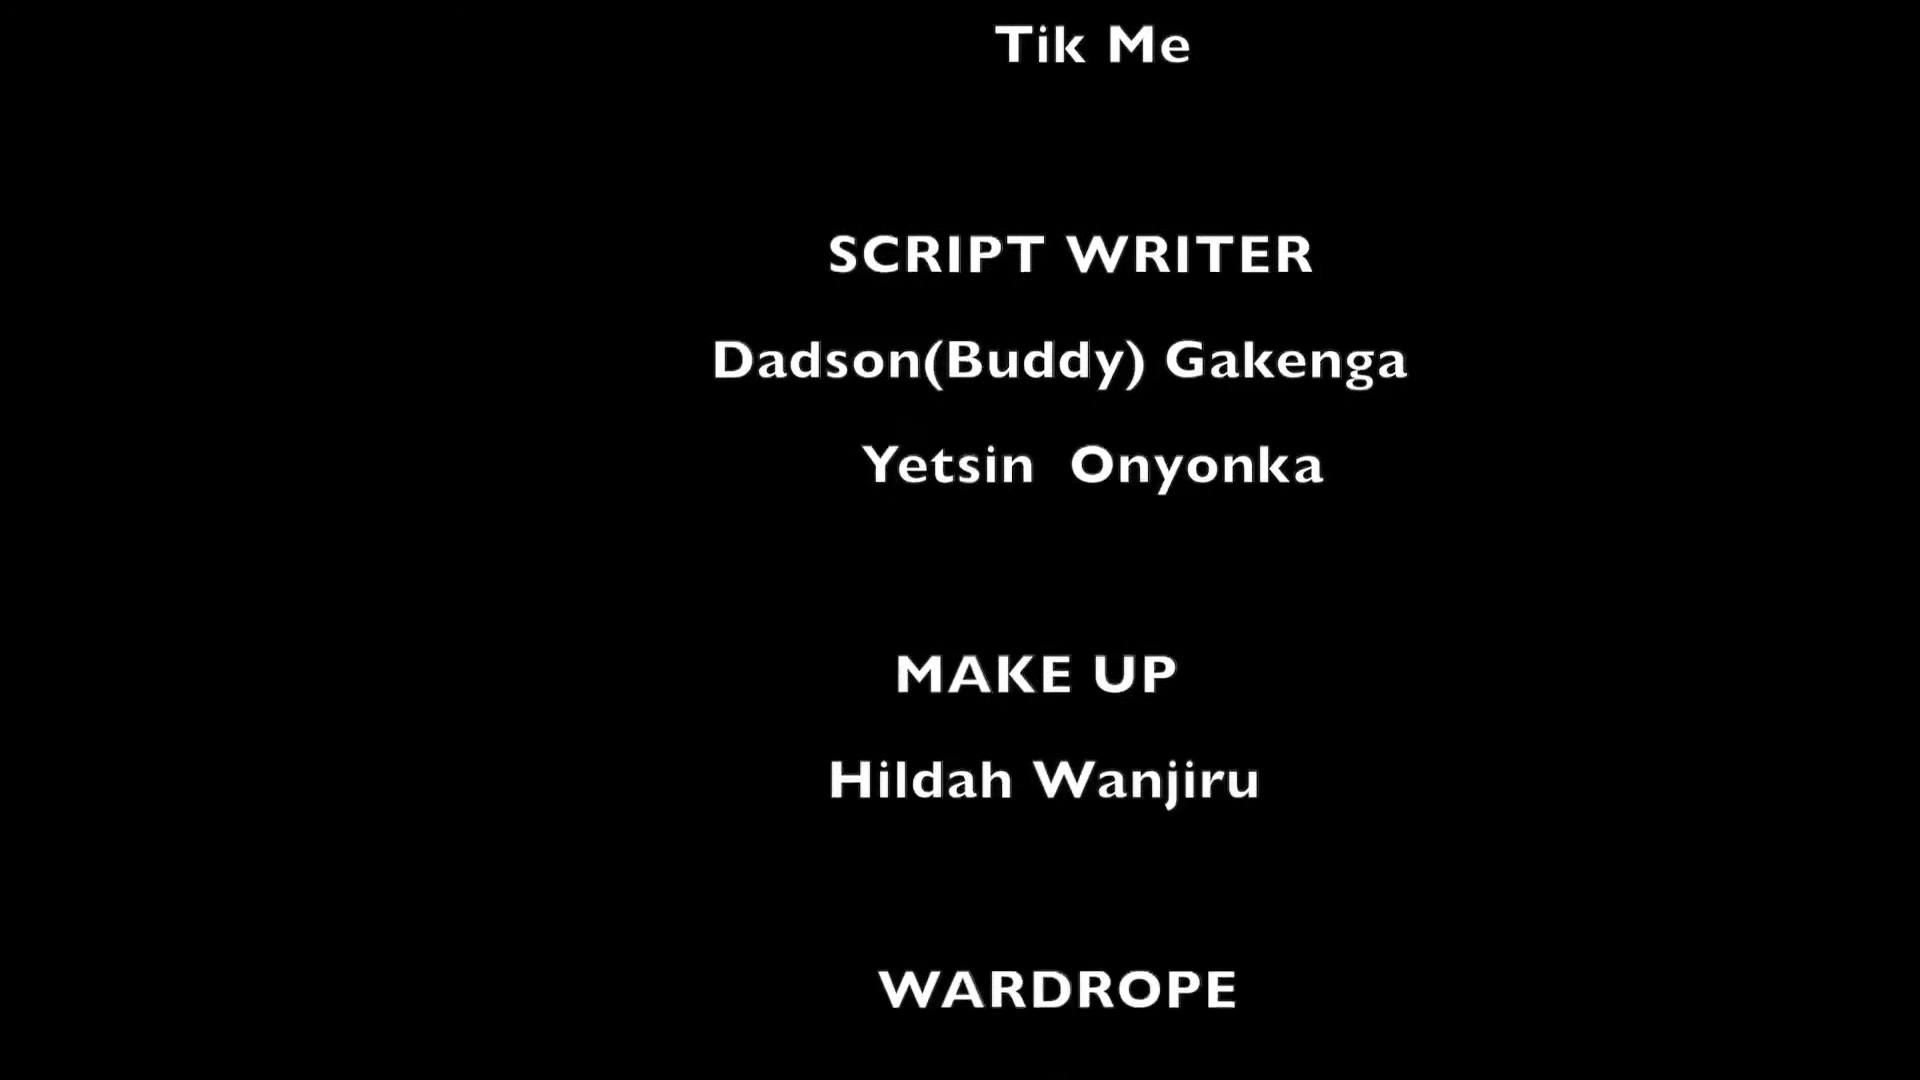 Tik Me
SCRIPT WRITER
Dadson(Buddy) Gakenga
Yetsin  Onyonka
MAKE UP
Hildah Wanjiru
WARDROPE